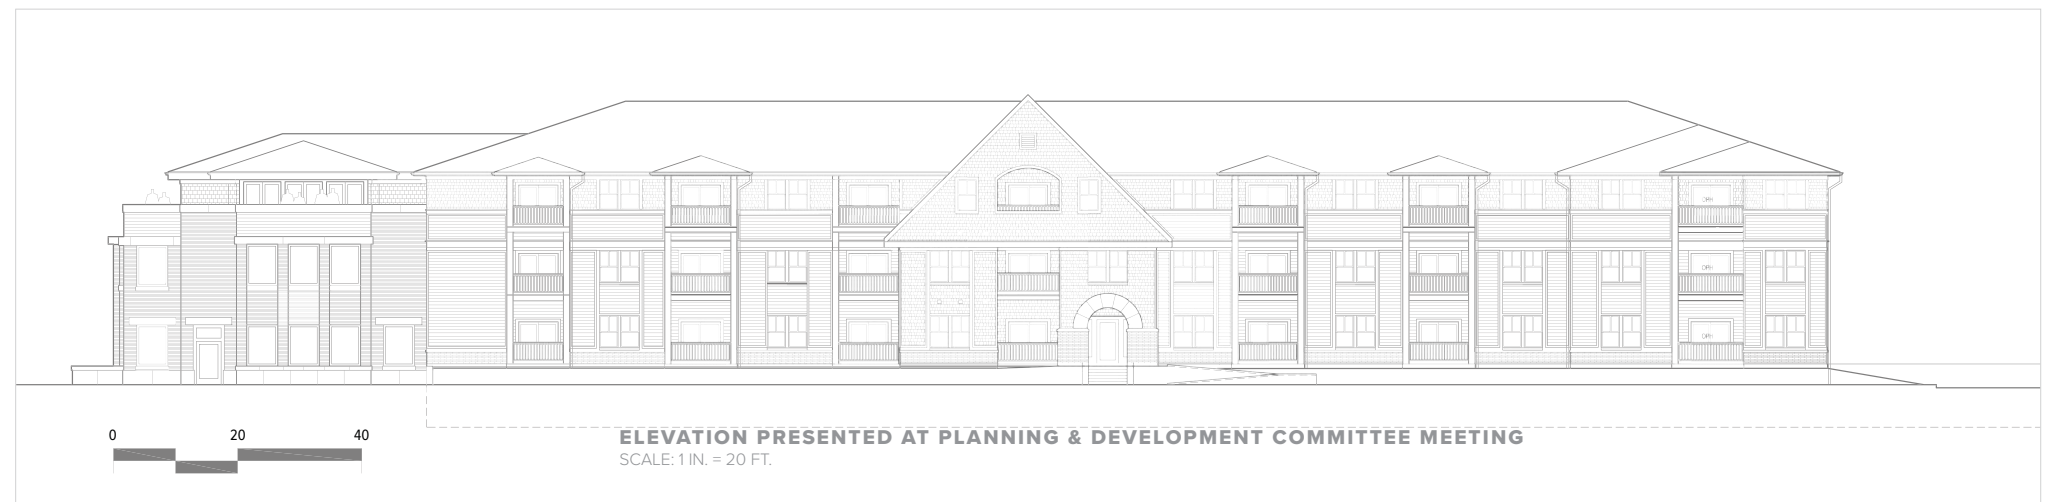 0 20 40
ELEVATION PRESENTED AT PLANNING & DEVELOPMENT COMMITTEE MEETING
SCALE: 1 IN. = 20 FT.